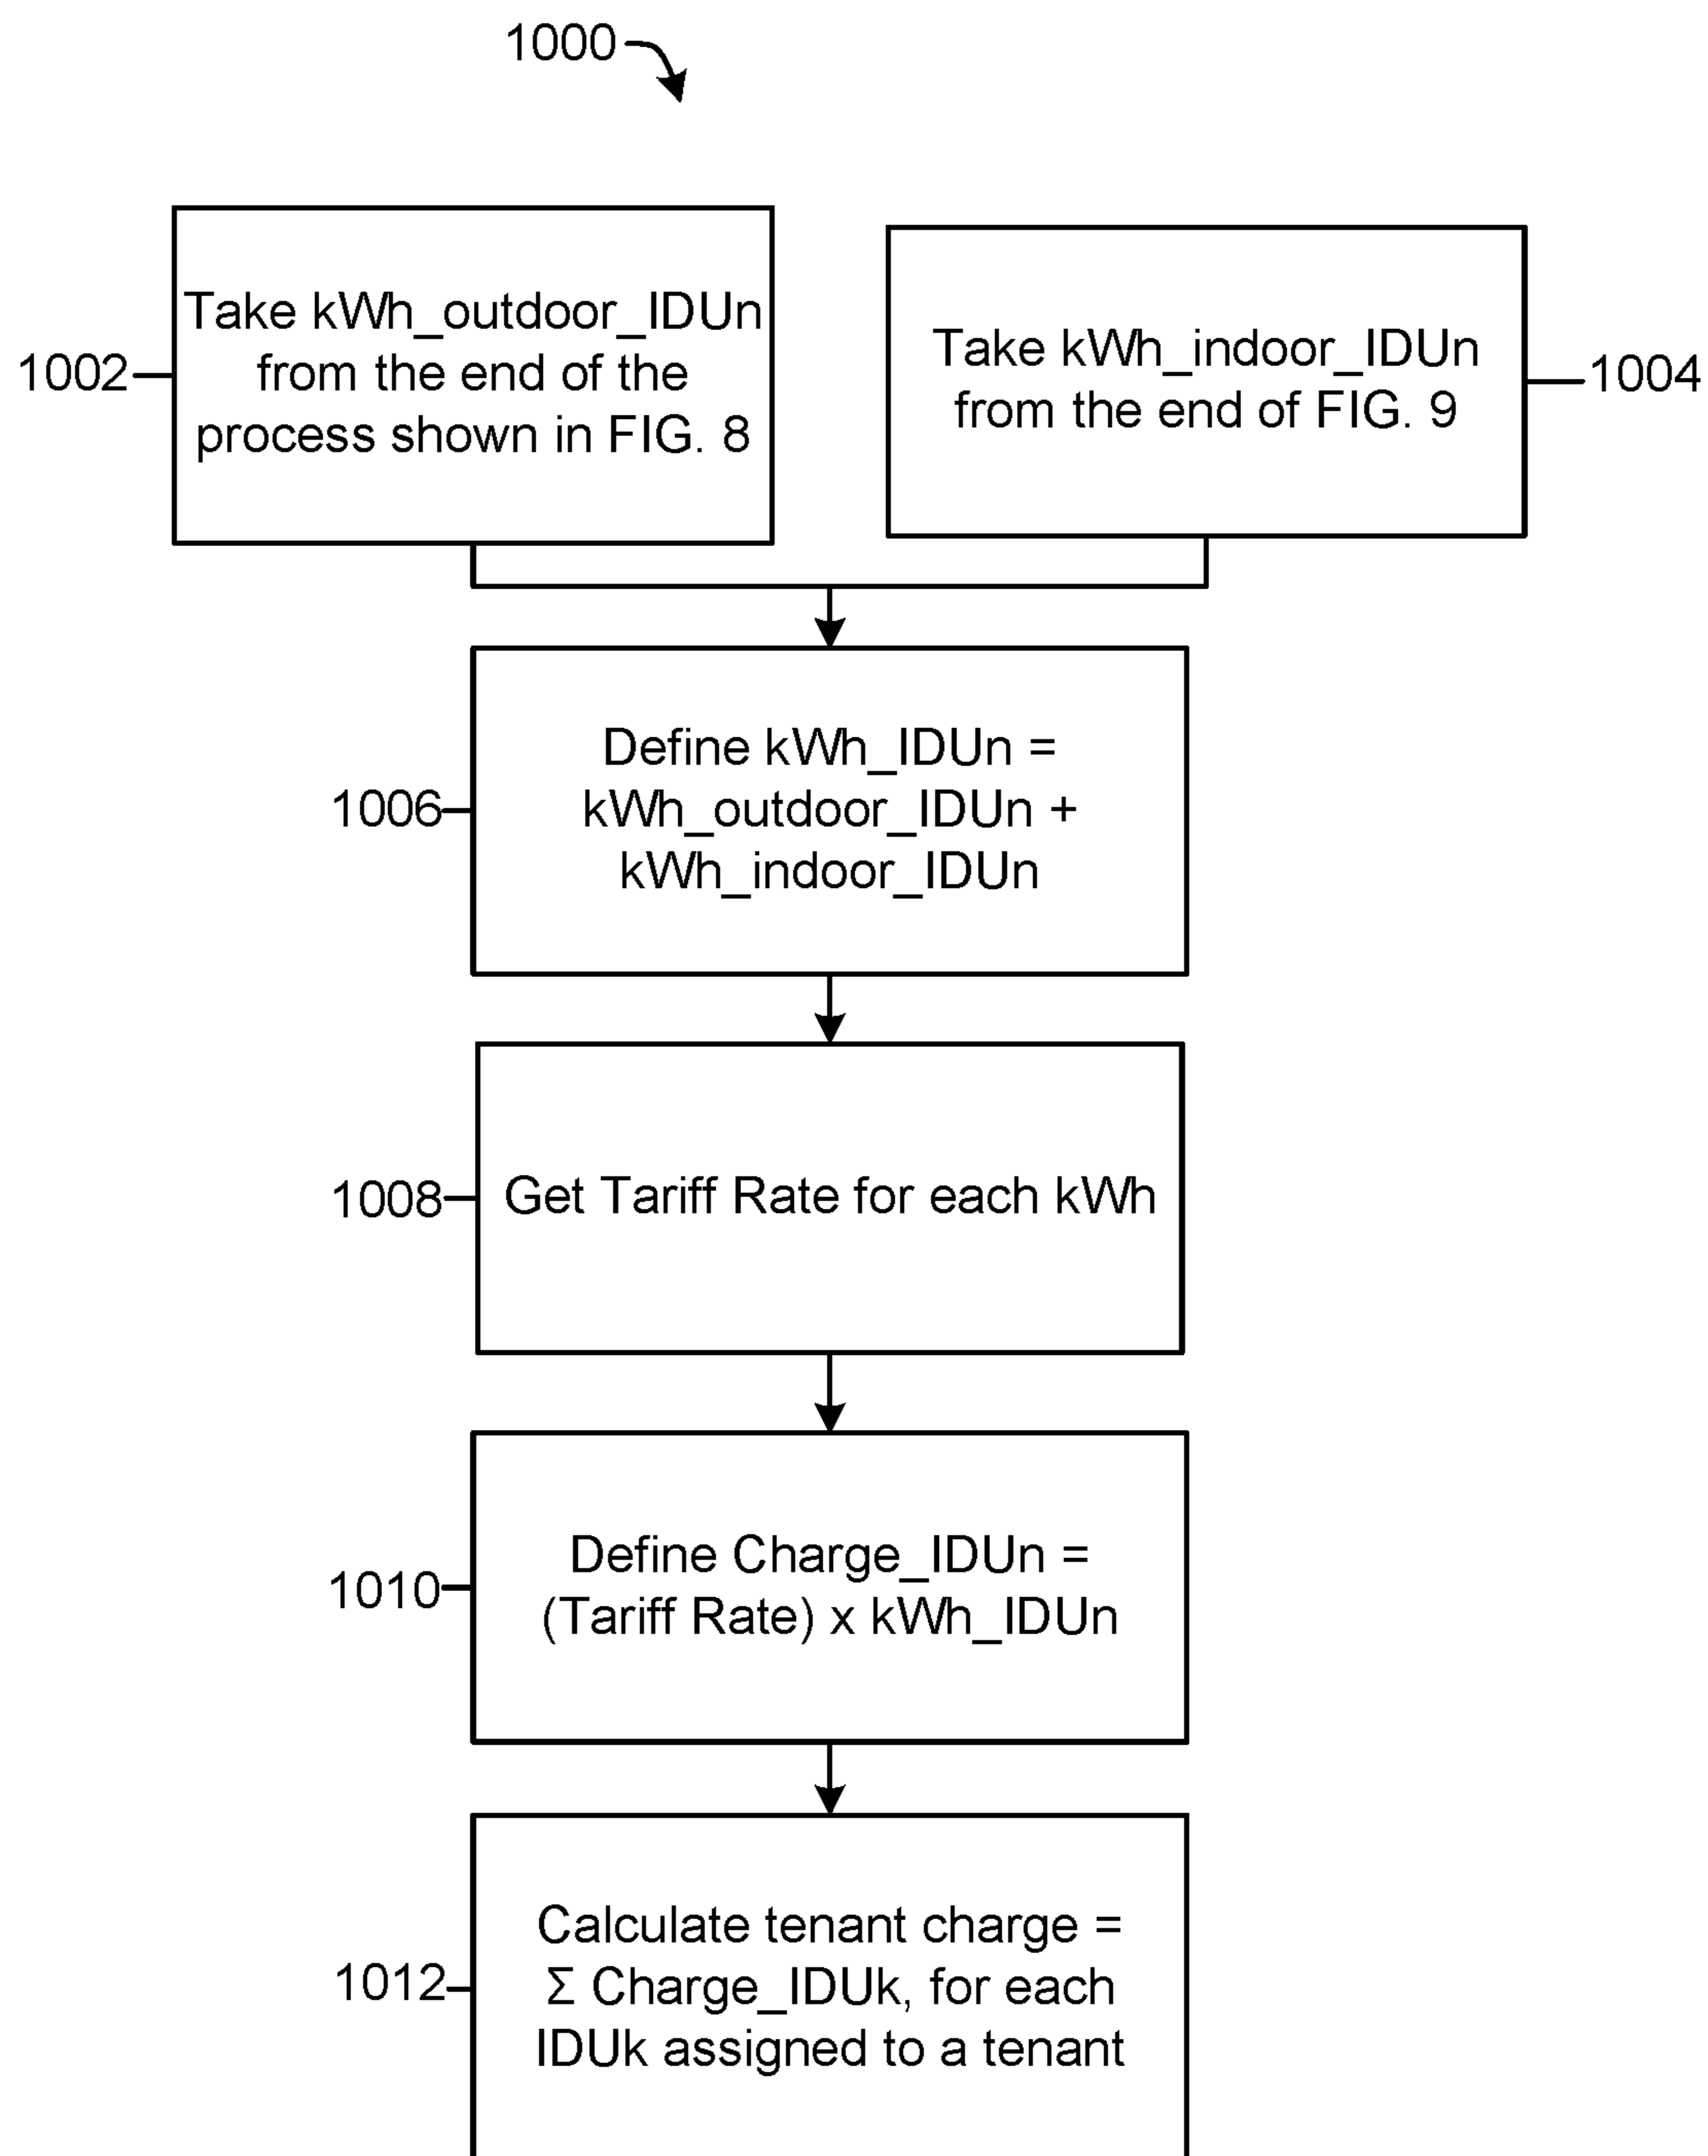 1000
Take kWh_outdoor_IDUn
from the end of the
process shown in FIG. 8
1002
Take kWh_indoor_IDUn
from the end of FIG. 9
1004
Define kWh_IDUn =
kWh_outdoor_IDUn +
kWh_indoor_IDUn
1006
Get Tariff Rate for each kWh
1008
Define Charge_IDUn =
(Tariff Rate) x kWh_IDUn
1010
Calculate tenant charge =
Σ Charge_IDUk, for each
IDUk assigned to a tenant
1012